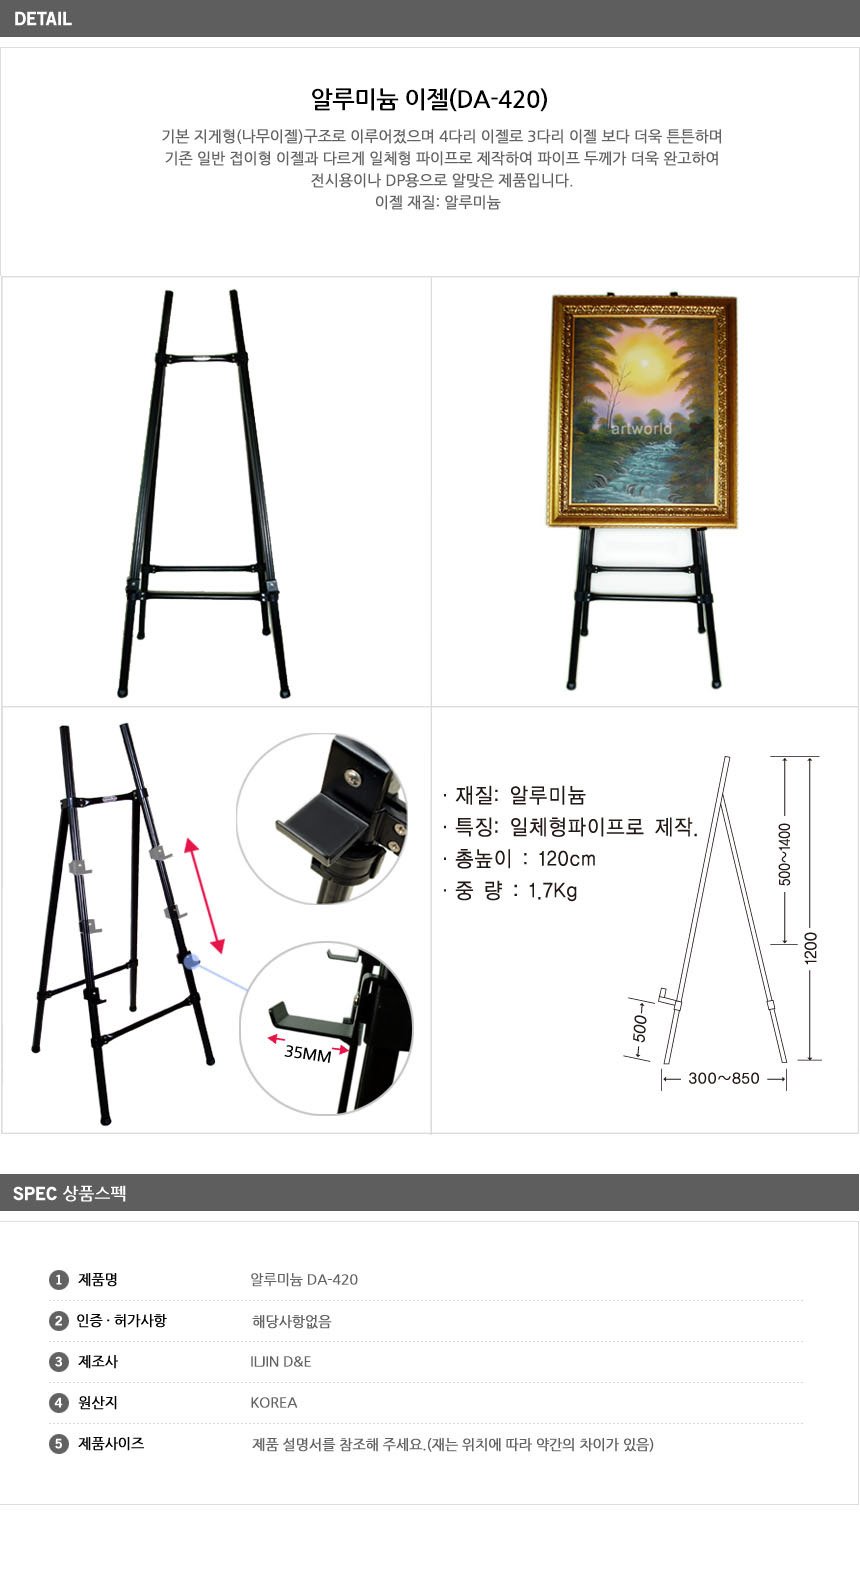 DETAIL
알루미늄 이젤(DA-420)
기본 지게형(나무이젤)구조로 이루어졌으며 4다리 이젤로 3다리 이젤 보다 더욱 튼튼하며
기존 일반 접이형 이젤과 다르게 일체형 파이프로 제작하여 파이프 두께가 더욱 완고하여
전시용이나 DP용으로 알맞은 제품입니다.
이젤 재질: 알루미늄
artworld
35MM
· 재질: 알루미늄
· 특징: 일체형파이프로 제작.
· 총높이 : 120cm
· 중 량 : 1.7Kg
500~1400
1200
500
300~850
SPEC 상품스펙
1 제품명 알루미늄 DA-420
2 인증 · 허가사항 해당사항없음
3 제조사 ILJIN D&E
4 원산지 KOREA
5 제품사이즈 제품 설명서를 참조해 주세요.(재는 위치에 따라 약간의 차이가 있음)